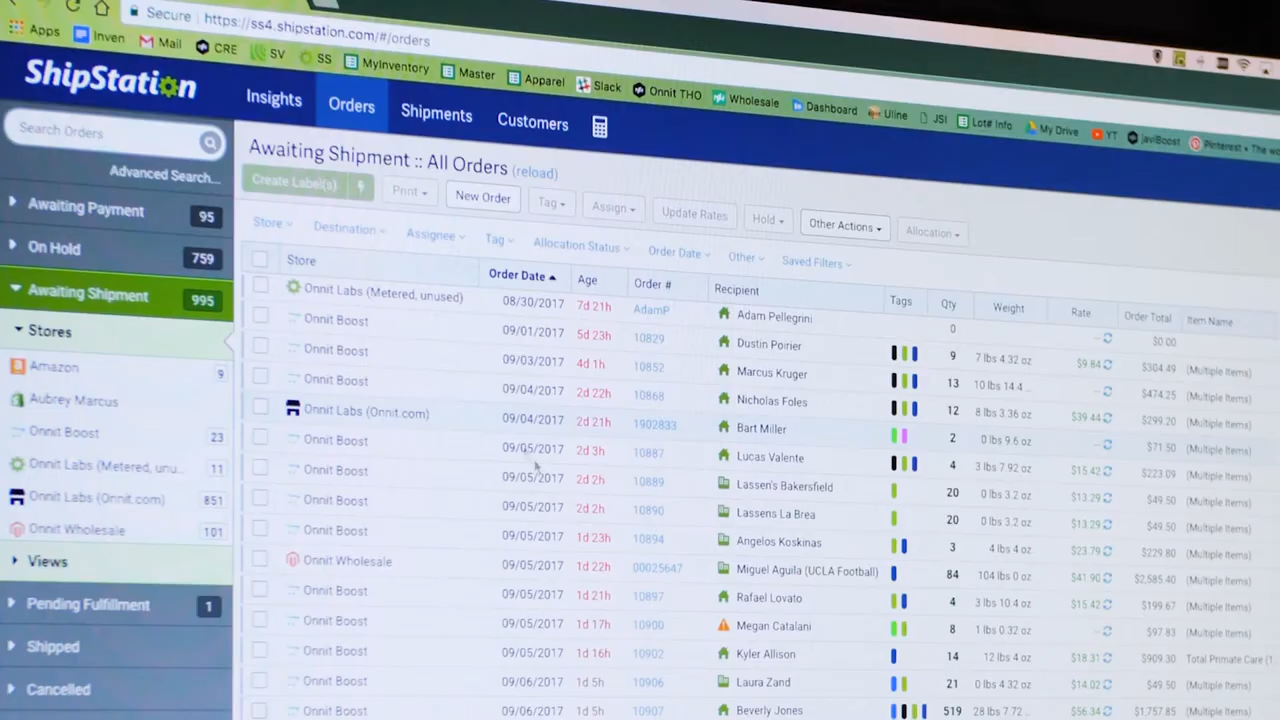 Secure https://ss4.shipstation.com/#/orders
Apps Inven Mail CRE SV SS MyInventory Master Apparel Slack Onnit THO Wholesale Dashboard Uline JSI Lot# Info My Drive YT javiBoost Pinterest • The wo
ShipStation Insights Orders Shipments Customers
Search Orders
Advanced Search...
Awaiting Payment 95
On Hold 759
Awaiting Shipment 995
Stores
Amazon 9
Aubrey Marcus
Onnit Boost 23
Onnit Labs (Metered, unu... 11
Onnit Labs (Onnit.com) 851
Onnit Wholesale 101
Views
Pending Fulfillment 1
Shipped
Cancelled
Awaiting Shipment :: All Orders (reload)
Create Label(s) Print New Order Tag Assign Update Rates Hold Other Actions Allocation
Store Destination Assignee Tag Allocation Status Order Date Other Saved Filters
Store Order Date Age Order # Recipient Tags Qty Weight Rate Order Total Item Name
Onnit Labs (Metered, unused) 08/30/2017 7d 21h AdamP Adam Pellegrini 0 $0.00
Onnit Boost 09/01/2017 5d 23h 10829 Dustin Poirier 9 7 lbs 4.32 oz $9.84 $304.49 (Multiple Items)
Onnit Boost 09/03/2017 4d 1h 10852 Marcus Kruger 13 10 lbs 14.4 ... $474.25 (Multiple Items)
Onnit Boost 09/04/2017 2d 22h 10868 Nicholas Foles 12 8 lbs 3.36 oz $39.44 $299.20 (Multiple Items)
Onnit Labs (Onnit.com) 09/04/2017 2d 21h 1902833 Bart Miller 2 0 lbs 9.6 oz $71.50 (Multiple Items)
Onnit Boost 09/05/2017 2d 3h 10887 Lucas Valente 4 3 lbs 7.92 oz $15.42 $223.09 (Multiple Items)
Onnit Boost 09/05/2017 2d 2h 10889 Lassen's Bakersfield 20 0 lbs 3.2 oz $13.29 $49.50 (Multiple Items)
Onnit Boost 09/05/2017 2d 2h 10890 Lassens La Brea 20 0 lbs 3.2 oz $13.29 $49.50 (Multiple Items)
Onnit Boost 09/05/2017 1d 23h 10894 Angelos Koskinas 3 4 lbs 4 oz $23.79 $229.80 (Multiple Items)
Onnit Wholesale 09/05/2017 1d 22h 00025647 Miguel Aguila (UCLA Football) 84 104 lbs 0 oz $41.90 $2,585.40 (Multiple Items)
Onnit Boost 09/05/2017 1d 21h 10897 Rafael Lovato 4 3 lbs 10.4 oz $15.42 $199.67 (Multiple Items)
Onnit Boost 09/05/2017 1d 17h 10900 Megan Catalani 8 1 lbs 0.32 oz $97.83 (Multiple Items)
Onnit Boost 09/05/2017 1d 16h 10902 Kyler Allison 14 12 lbs 4 oz $18.31 $909.30 Total Primate Care (1
Onnit Boost 09/06/2017 1d 5h 10906 Laura Zand 21 0 lbs 4.32 oz $14.02 $49.50 (Multiple Items)
Onnit Boost 09/06/2017 1d 5h 10907 Beverly Jones 519 28 lbs 7.72 ... $56.34 $1,757.85 (Multiple Items)